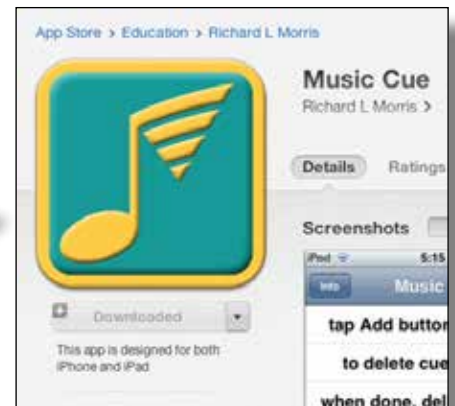 App Store > Education > Richard L Morris
Music Cue
Richard L Morris >
Details Ratings
Screenshots
iPod 5:15
Info Music
tap Add button
to delete cue
when done, del
Downloaded
This app is designed for both
iPhone and iPad